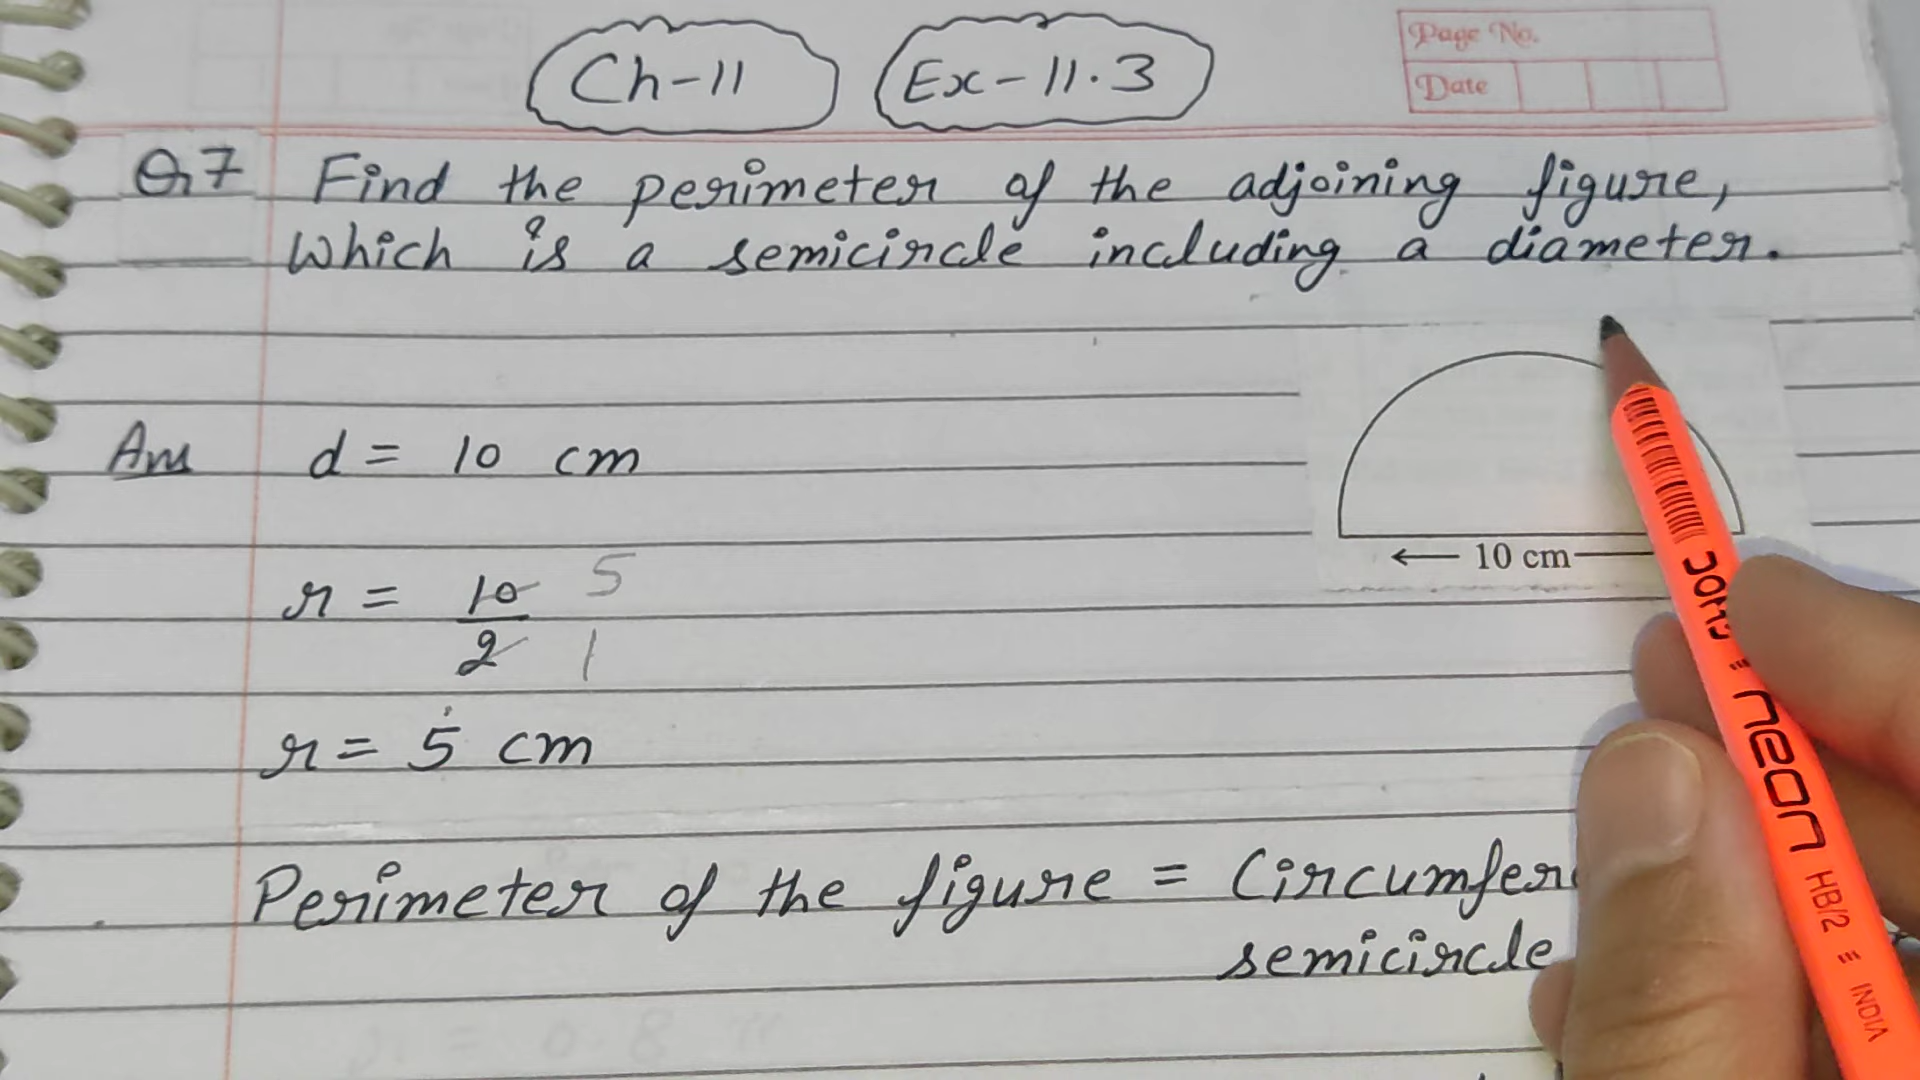 Ch-11
Ex-11.3
Page No.
Date
Q.7 Find the perimeter of the adjoining figure,
which is a semicircle including a diameter.
10 cm
Ans d = 10 cm
r = 10/2 5 1
r = 5 cm
Perimeter of the figure = Circumfer
semicircle
DOMS neon HB/2 INDIA